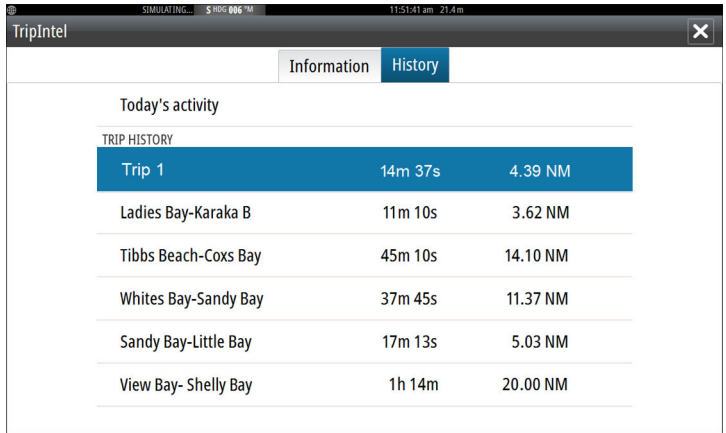 SIMULATING... S HDG 006 °M 11:51:41 am 21.4 m
TripIntel
Information History
Today's activity
TRIP HISTORY
Trip 1 14m 37s 4.39 NM
Ladies Bay-Karaka B 11m 10s 3.62 NM
Tibbs Beach-Coxs Bay 45m 10s 14.10 NM
Whites Bay-Sandy Bay 37m 45s 11.37 NM
Sandy Bay-Little Bay 17m 13s 5.03 NM
View Bay- Shelly Bay 1h 14m 20.00 NM